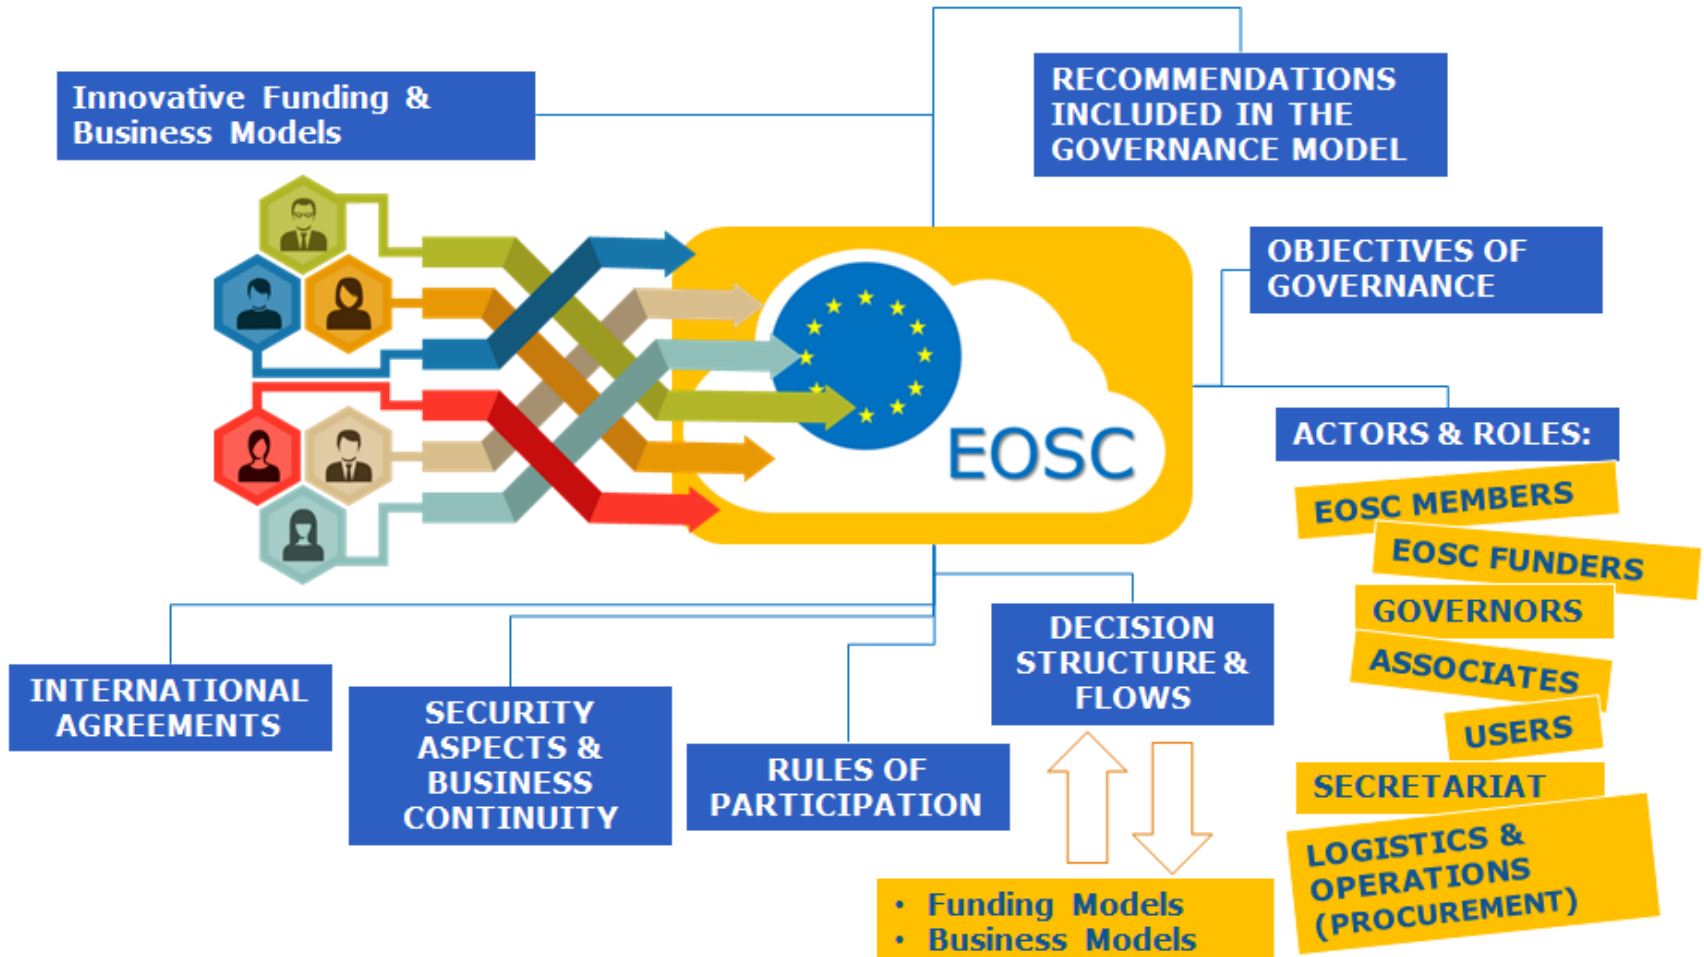 Innovative Funding &
Business Models
RECOMMENDATIONS
INCLUDED IN THE
GOVERNANCE MODEL
OBJECTIVES OF
GOVERNANCE
EOSC
ACTORS & ROLES:
EOSC MEMBERS
EOSC FUNDERS
GOVERNORS
ASSOCIATES
USERS
SECRETARIAT
LOGISTICS &
OPERATIONS
(PROCUREMENT)
INTERNATIONAL
AGREEMENTS
SECURITY
ASPECTS &
BUSINESS
CONTINUITY
RULES OF
PARTICIPATION
DECISION
STRUCTURE &
FLOWS
• Funding Models
• Business Models